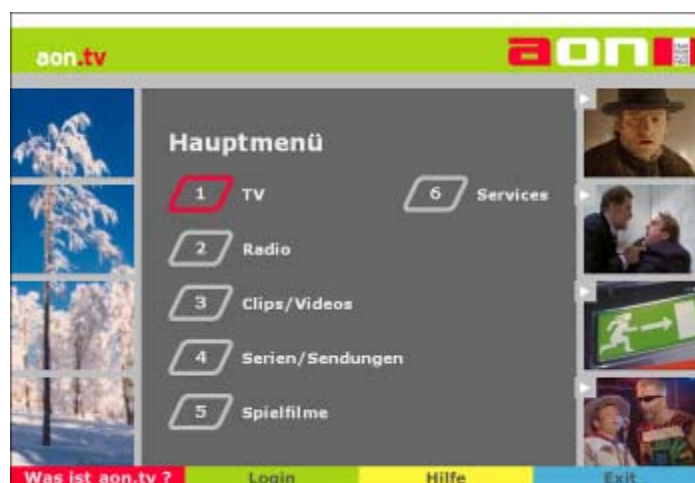 aon.tv
aon
Hauptmenü
1 TV
2 Radio
3 Clips/Videos
4 Serien/Sendungen
5 Spielfilme
6 Services
Was ist aon.tv ?
Login
Hilfe
Exit